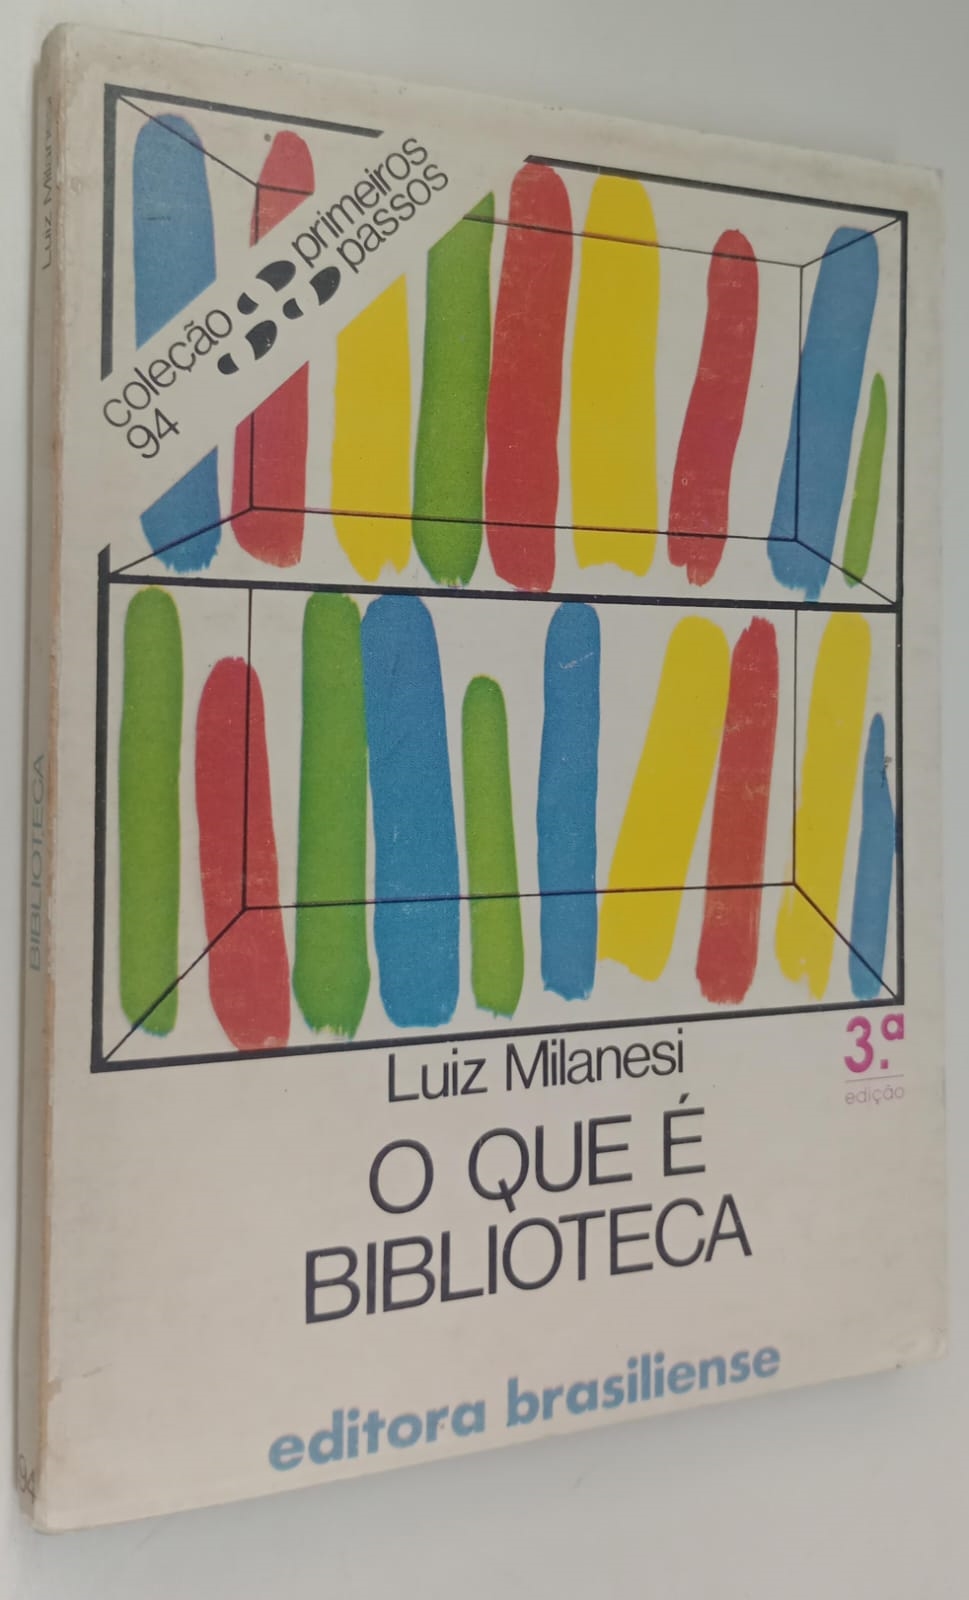 coleção primeiros
94 passos
Luiz Milanesi
3.ª
edição
O QUE É
BIBLIOTECA
editora brasiliense
Luiz Milanesi
BIBLIOTECA
94